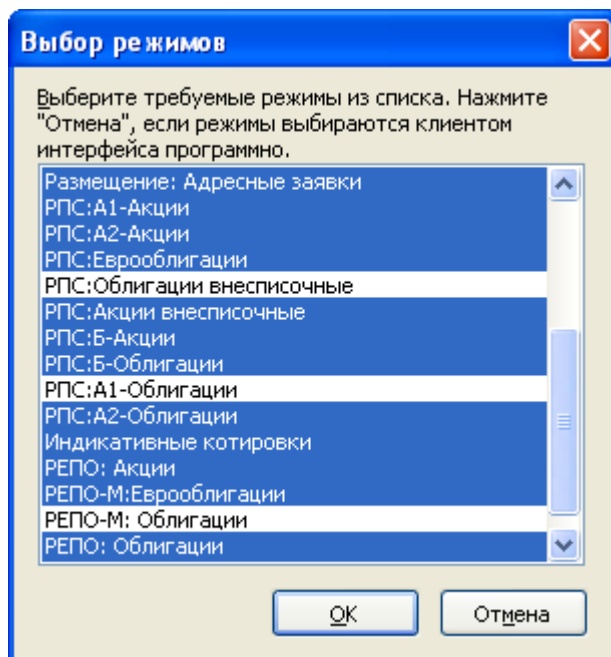 Выбор режимов
Выберите требуемые режимы из списка. Нажмите
"Отмена", если режимы выбираются клиентом
интерфейса программно.
Размещение: Адресные заявки
РПС:А1-Акции
РПС:А2-Акции
РПС:Еврооблигации
РПС:Облигации внесписочные
РПС:Акции внесписочные
РПС:Б-Акции
РПС:Б-Облигации
РПС:А1-Облигации
РПС:А2-Облигации
Индикативные котировки
РЕПО: Акции
РЕПО-М:Еврооблигации
РЕПО-М: Облигации
РЕПО: Облигации
OK Отмена